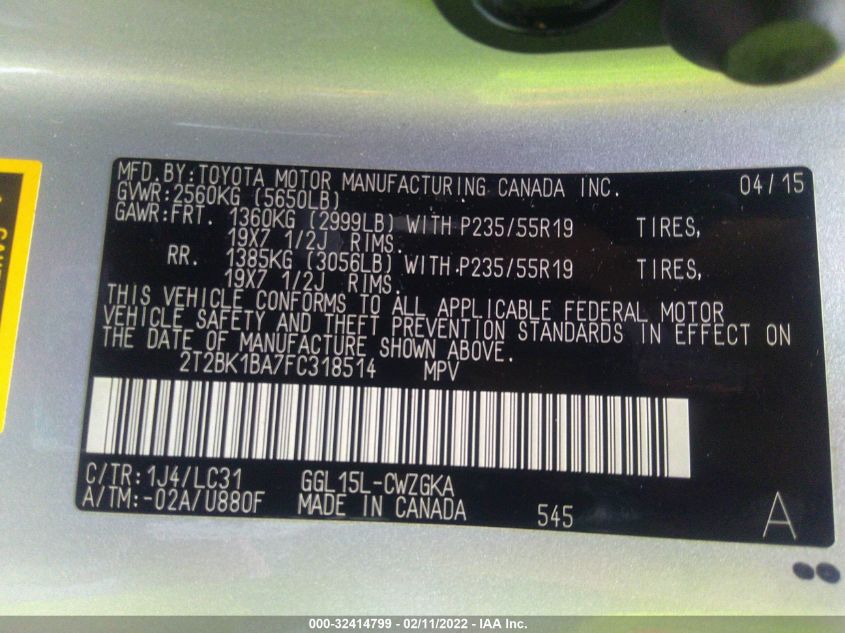 MFD.BY:TOYOTA MOTOR MANUFACTURING CANADA INC. 04/15
GVWR:2560KG (5650LB)
GAWR:FRT. 1360KG (2999LB) WITH P235/55R19 TIRES,
19X7 1/2J RIMS.
RR. 1385KG (3056LB) WITH P235/55R19 TIRES,
19X7 1/2J RIMS.
THIS VEHICLE CONFORMS TO ALL APPLICABLE FEDERAL MOTOR
VEHICLE SAFETY AND THEFT PREVENTION STANDARDS IN EFFECT ON
THE DATE OF MANUFACTURE SHOWN ABOVE.
2T2BK1BA7FC318514 MPV
C/TR:1J4/LC31 GGL15L-CWZGKA
A/TM:-02A/U880F MADE IN CANADA 545 A
000-32414799 - 02/11/2022 - IAA Inc.